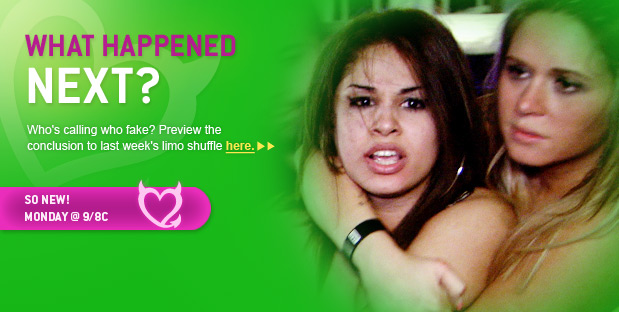 WHAT HAPPENED
NEXT?
Who's calling who fake? Preview the
conclusion to last week's limo shuffle here.
SO NEW!
MONDAY @ 9/8C